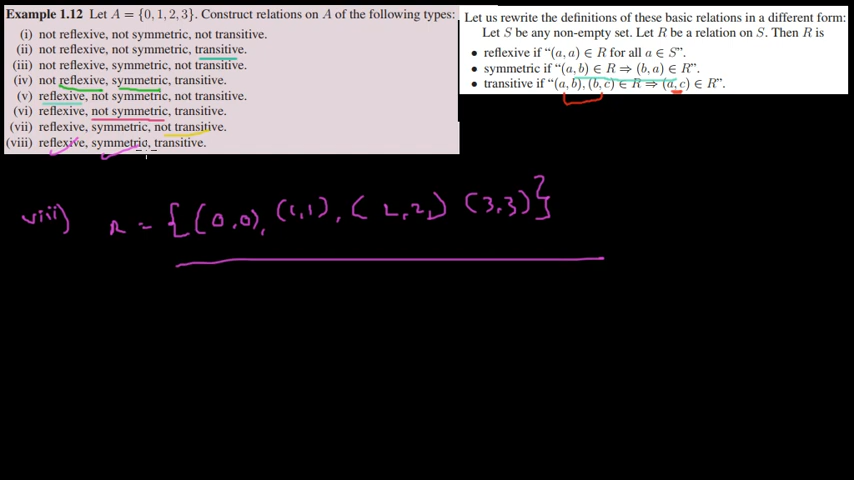 Example 1.12 Let A = {0, 1, 2, 3}. Construct relations on A of the following types:
(i) not reflexive, not symmetric, not transitive.
(ii) not reflexive, not symmetric, transitive.
(iii) not reflexive, symmetric, not transitive.
(iv) not reflexive, symmetric, transitive.
(v) reflexive, not symmetric, not transitive.
(vi) reflexive, not symmetric, transitive.
(vii) reflexive, symmetric, not transitive.
(viii) reflexive, symmetric, transitive.
Let us rewrite the definitions of these basic relations in a different form:
Let S be any non-empty set. Let R be a relation on S. Then R is
• reflexive if “(a, a) ∈ R for all a ∈ S”.
• symmetric if “(a, b) ∈ R ⇒ (b, a) ∈ R”.
• transitive if “(a, b), (b, c) ∈ R ⇒ (a, c) ∈ R”.
viii) R = {(0,0), (1,1), (2,2,) (3,3)}